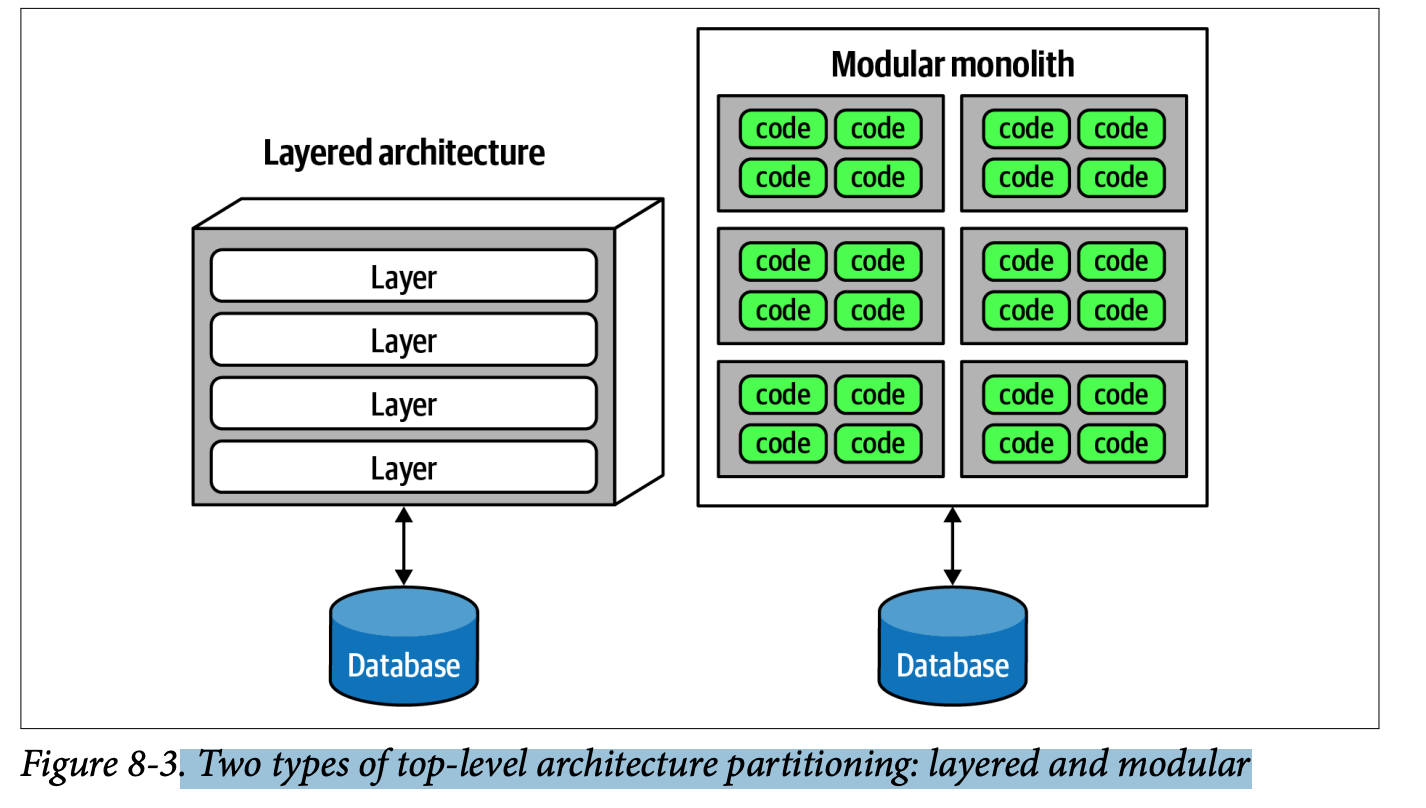 Layered architecture
Layer
Layer
Layer
Layer
Database
Modular monolith
code code code code
code code code code
code code code code
code code code code
code code code code
code code code code
Database
Figure 8-3. Two types of top-level architecture partitioning: layered and modular